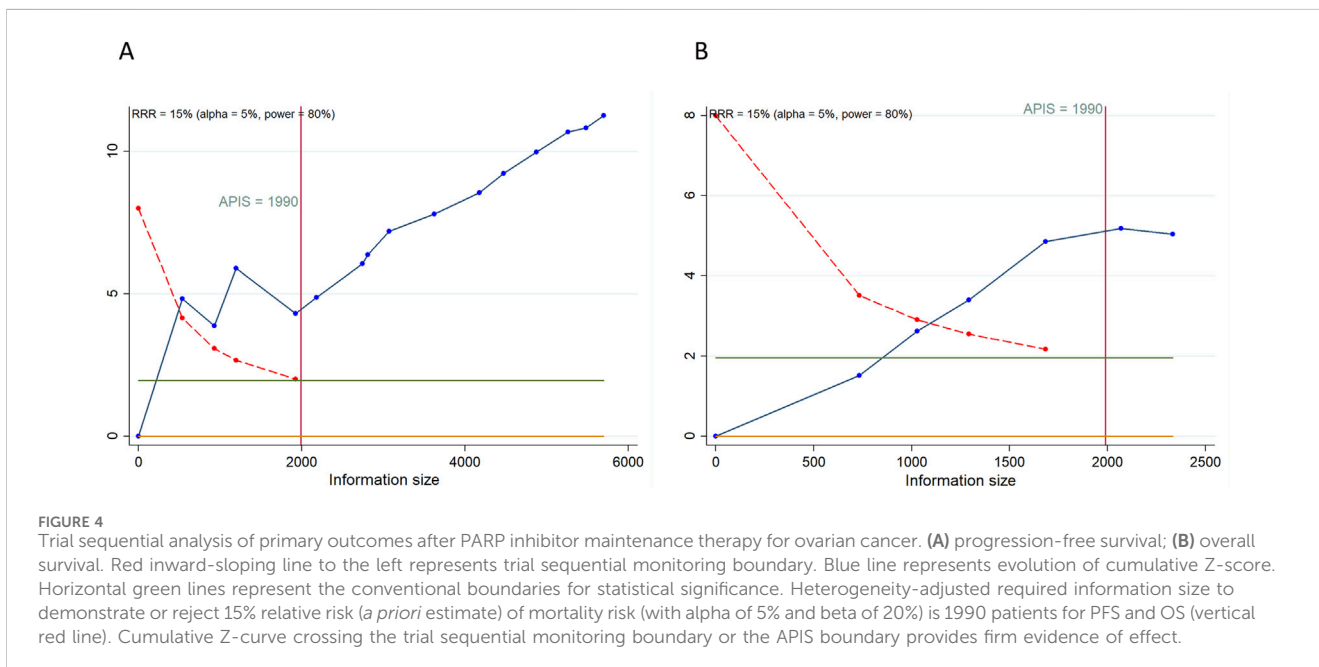 A
B
RRR = 15% (alpha = 5%, power = 80%)
APIS = 1990
10
5
0
0
2000
4000
6000
Information size
RRR = 15% (alpha = 5%, power = 80%)
APIS = 1990
8
6
4
2
0
0
500
1000
1500
2000
2500
Information size
FIGURE 4
Trial sequential analysis of primary outcomes after PARP inhibitor maintenance therapy for ovarian cancer. (A) progression-free survival; (B) overall
survival. Red inward-sloping line to the left represents trial sequential monitoring boundary. Blue line represents evolution of cumulative Z-score.
Horizontal green lines represent the conventional boundaries for statistical significance. Heterogeneity-adjusted required information size to
demonstrate or reject 15% relative risk (a priori estimate) of mortality risk (with alpha of 5% and beta of 20%) is 1990 patients for PFS and OS (vertical
red line). Cumulative Z-curve crossing the trial sequential monitoring boundary or the APIS boundary provides firm evidence of effect.